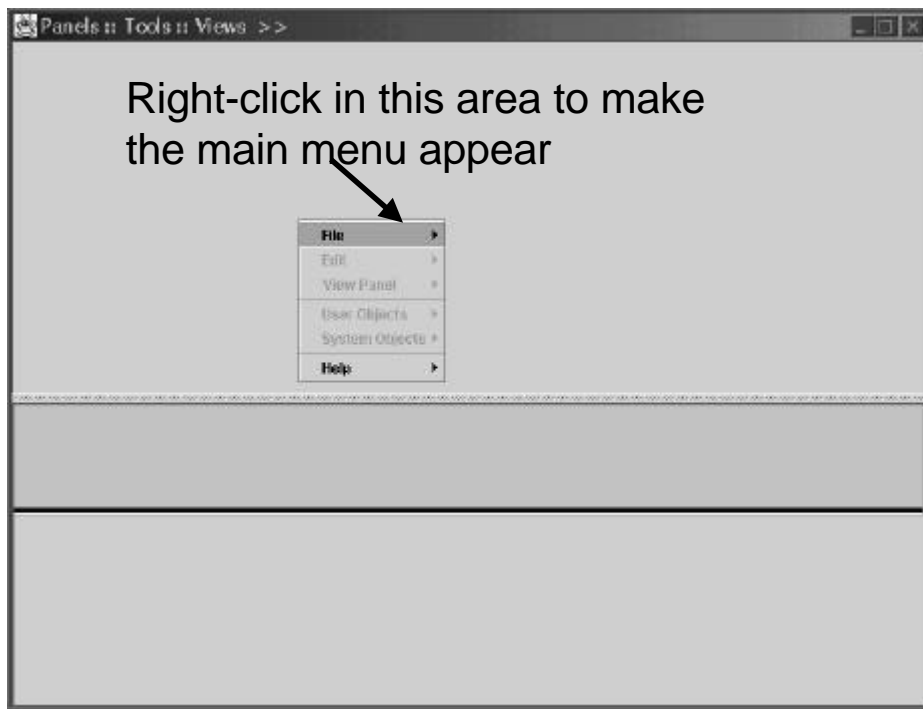 Panels :: Tools :: Views >>
Right-click in this area to make
the main menu appear
File
Edit
View Panel
User Objects
System Objects
Help